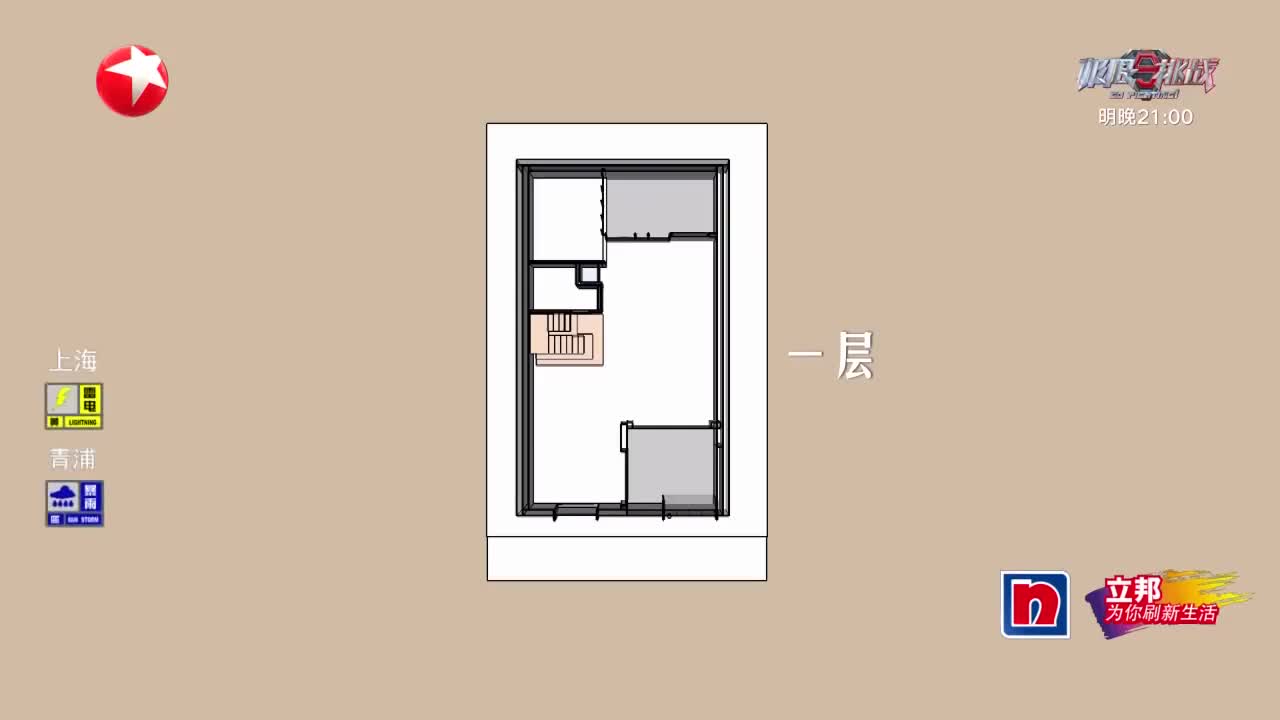 极限挑战
明晚21:00
一层
上海
雷电
黄 LIGHTNING
青浦
暴雨
蓝 RAIN STORM
n
立邦
为你刷新生活